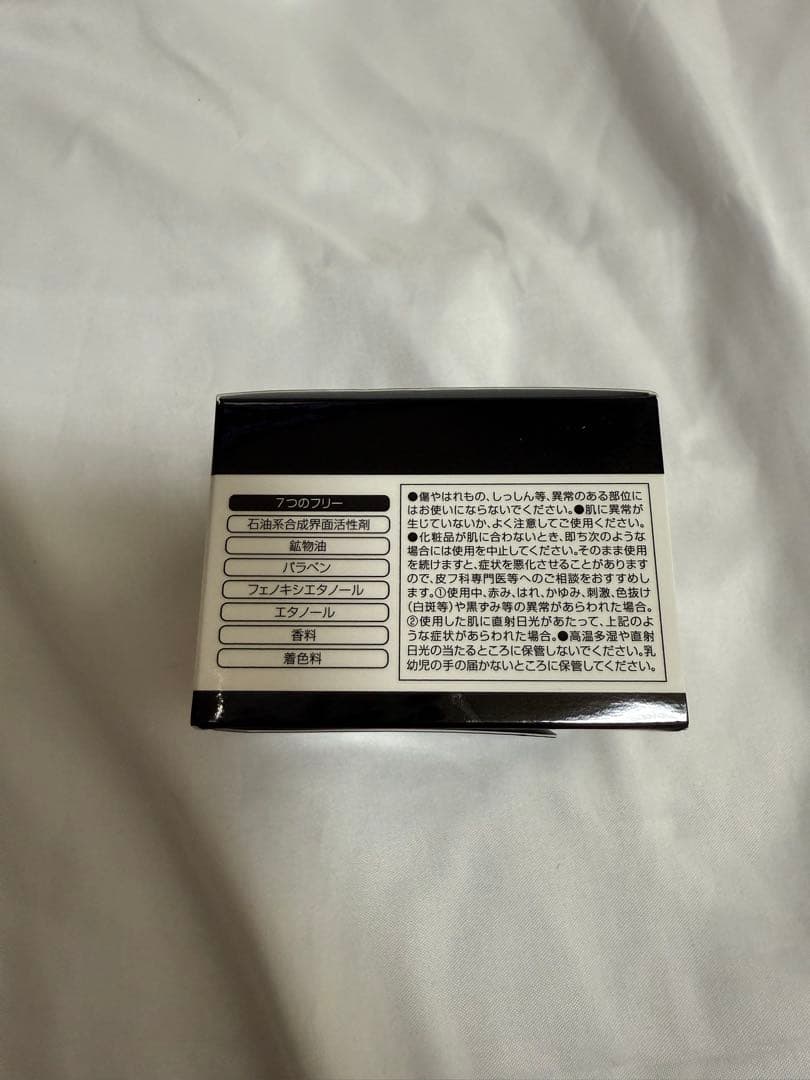 7つのフリー
石油系合成界面活性剤
鉱物油
パラベン
フェノキシエタノール
エタノール
香料
着色料
●傷やはれもの、しっしん等、異常のある部位に
はお使いにならないでください。●肌に異常が
生じていないか、よく注意してご使用ください。
●化粧品が肌に合わないとき、即ち次のような
場合には使用を中止してください。そのまま使用
を続けますと、症状を悪化させることがあります
ので、皮フ科専門医等へのご相談をおすすめし
ます。①使用中、赤み、はれ、かゆみ、刺激、色抜け
(白斑等)や黒ずみ等の異常があらわれた場合。
②使用した肌に直射日光があたって、上記のよ
うな症状があらわれた場合。●高温多湿や直射
日光の当たるところに保管しないでください。乳
幼児の手の届かないところに保管してください。